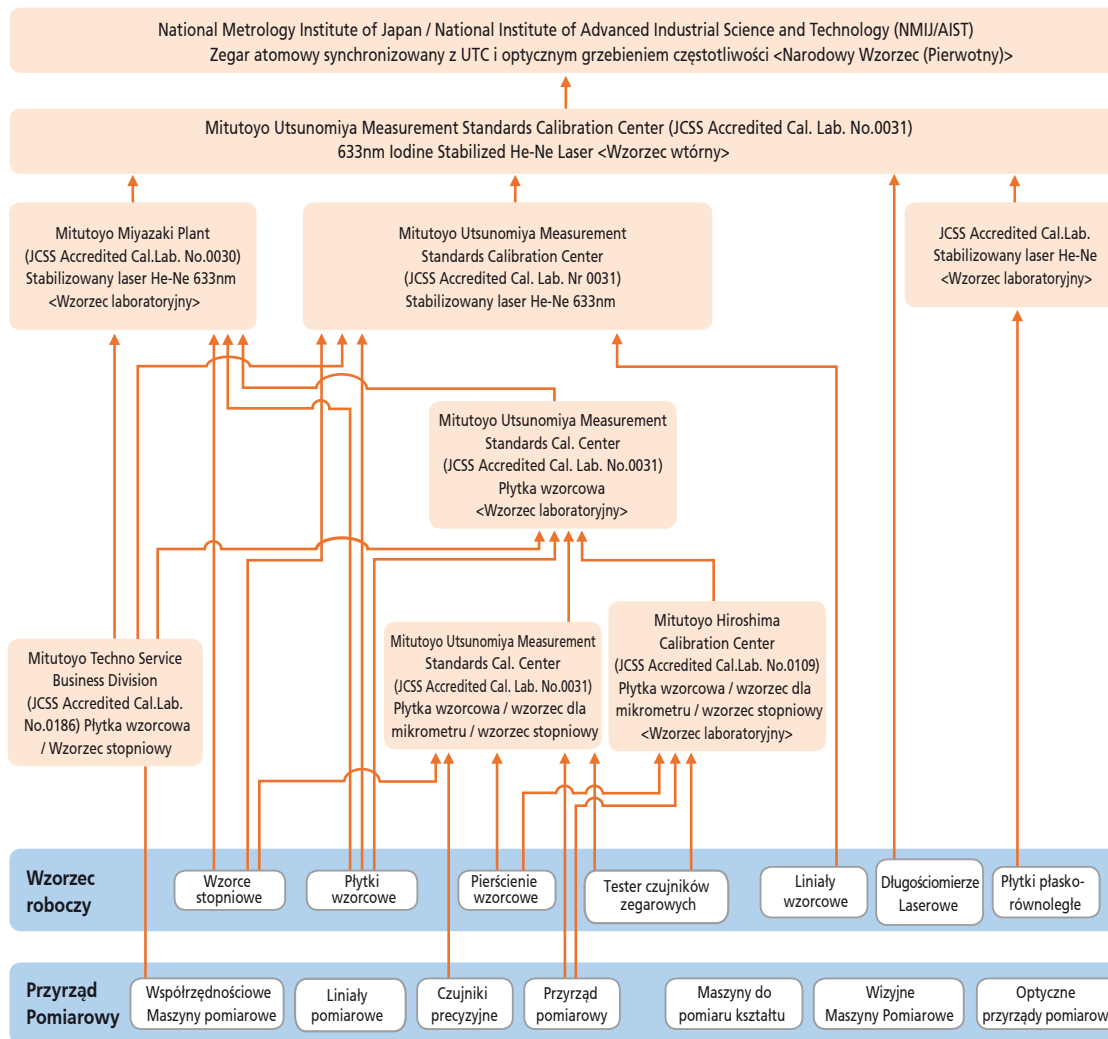 National Metrology Institute of Japan / National Institute of Advanced Industrial Science and Technology (NMIJ/AIST)
Zegar atomowy synchronizowany z UTC i optycznym grzebieniem częstotliwości <Narodowy Wzorzec (Pierwotny)>
Mitutoyo Utsunomiya Measurement Standards Calibration Center (JCSS Accredited Cal. Lab. No.0031)
633nm Iodine Stabilized He-Ne Laser <Wzorzec wtórny>
Mitutoyo Miyazaki Plant
(JCSS Accredited Cal.Lab. No.0030)
Stabilizowany laser He-Ne 633nm
<Wzorzec laboratoryjny>
Mitutoyo Utsunomiya Measurement
Standards Calibration Center
(JCSS Accredited Cal. Lab. Nr 0031)
Stabilizowany laser He-Ne 633nm
JCSS Accredited Cal.Lab.
Stabilizowany laser He-Ne
<Wzorzec laboratoryjny>
Mitutoyo Utsunomiya Measurement
Standards Cal. Center
(JCSS Accredited Cal. Lab. No.0031)
Płytka wzorcowa
<Wzorzec laboratoryjny>
Mitutoyo Techno Service
Business Division
(JCSS Accredited Cal.Lab.
No.0186) Płytka wzorcowa
/ Wzorzec stopniowy
Mitutoyo Utsunomiya Measurement
Standards Cal. Center
(JCSS Accredited Cal. Lab. No.0031)
Płytka wzorcowa / wzorzec dla
mikrometru / wzorzec stopniowy
Mitutoyo Hiroshima
Calibration Center
(JCSS Accredited Cal.Lab. No.0109)
Płytka wzorcowa / wzorzec dla
mikrometru / wzorzec stopniowy
<Wzorzec laboratoryjny>
Wzorzec
roboczy
Wzorce
stopniowe
Płytki
wzorcowe
Pierścienie
wzorcowe
Tester czujników
zegarowych
Liniały
wzorcowe
Długościomierze
Laserowe
Płytki płasko-
równoległe
Przyrząd
Pomiarowy
Współrzędnościowe
Maszyny pomiarowe
Liniały
pomiarowe
Czujniki
precyzyjne
Przyrząd
pomiarowy
Maszyny do
pomiaru kształtu
Wizyjne
Maszyny Pomiarowe
Optyczne
przyrządy pomiarow